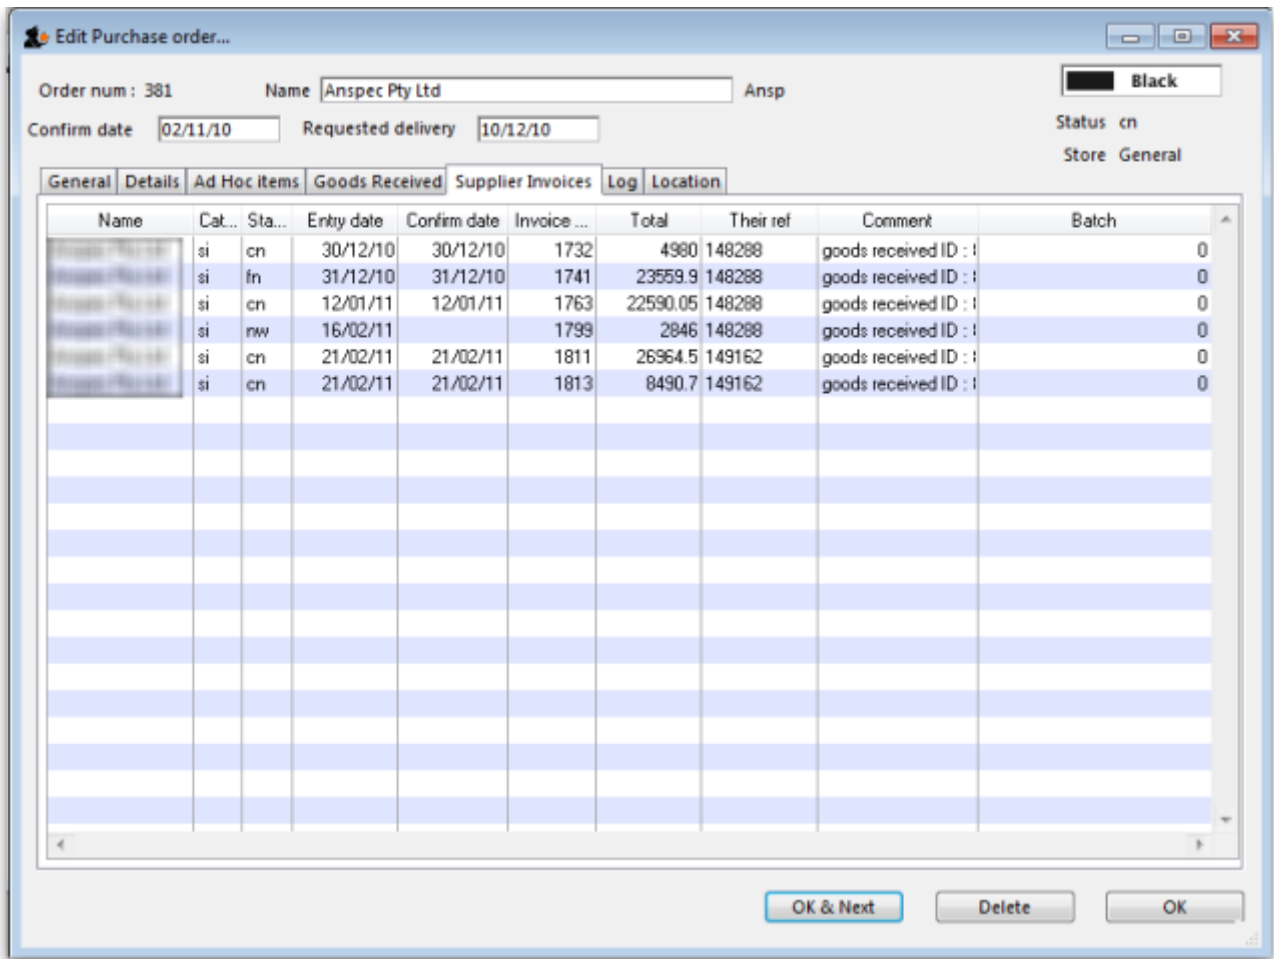 Edit Purchase order...
Order num : 381 Name Anspec Pty Ltd Ansp Black
Confirm date 02/11/10 Requested delivery 10/12/10 Status cn
Store General
General Details Ad Hoc items Goods Received Supplier Invoices Log Location
Name Cat... Sta... Entry date Confirm date Invoice ... Total Their ref Comment Batch
si cn 30/12/10 30/12/10 1732 4980 148288 goods received ID : 0
si fn 31/12/10 31/12/10 1741 23559.9 148288 goods received ID : 0
si cn 12/01/11 12/01/11 1763 22590.05 148288 goods received ID : 0
si nw 16/02/11 1799 2846 148288 goods received ID : 0
si cn 21/02/11 21/02/11 1811 26964.5 149162 goods received ID : 0
si cn 21/02/11 21/02/11 1813 8490.7 149162 goods received ID : 0
OK & Next Delete OK